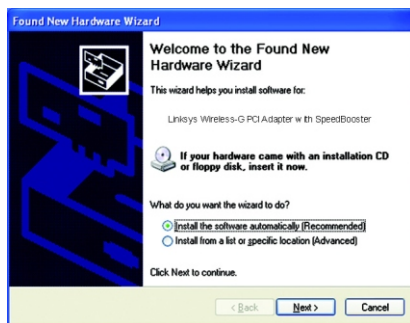 Found New Hardware Wizard
Welcome to the Found New
Hardware Wizard
This wizard helps you install software for:
Linksys Wireless-G PCI Adapter with SpeedBooster
If your hardware came with an installation CD
or floppy disk, insert it now.
What do you want the wizard to do?
Install the software automatically (Recommended)
Install from a list or specific location (Advanced)
Click Next to continue.
< Back
Next >
Cancel